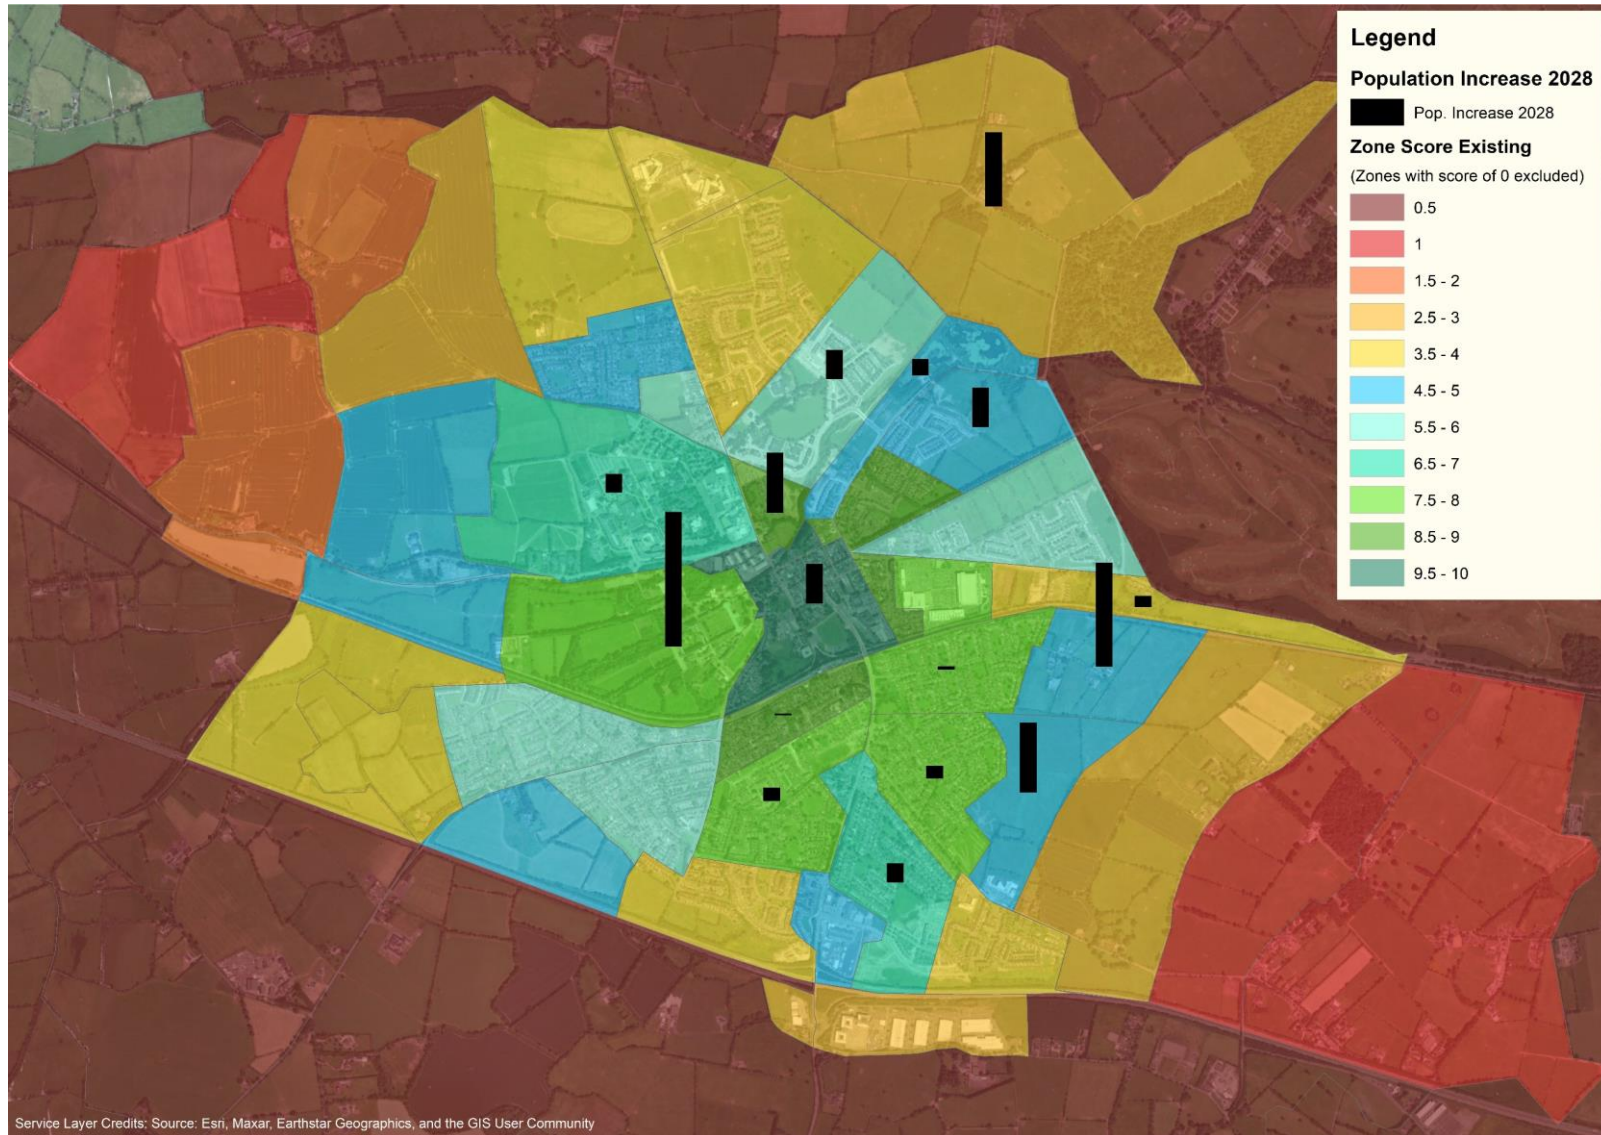 Legend
Population Increase 2028
Pop. Increase 2028
Zone Score Existing
(Zones with score of 0 excluded)
0.5
1
1.5 - 2
2.5 - 3
3.5 - 4
4.5 - 5
5.5 - 6
6.5 - 7
7.5 - 8
8.5 - 9
9.5 - 10
Service Layer Credits: Source: Esri, Maxar, Earthstar Geographics, and the GIS User Community